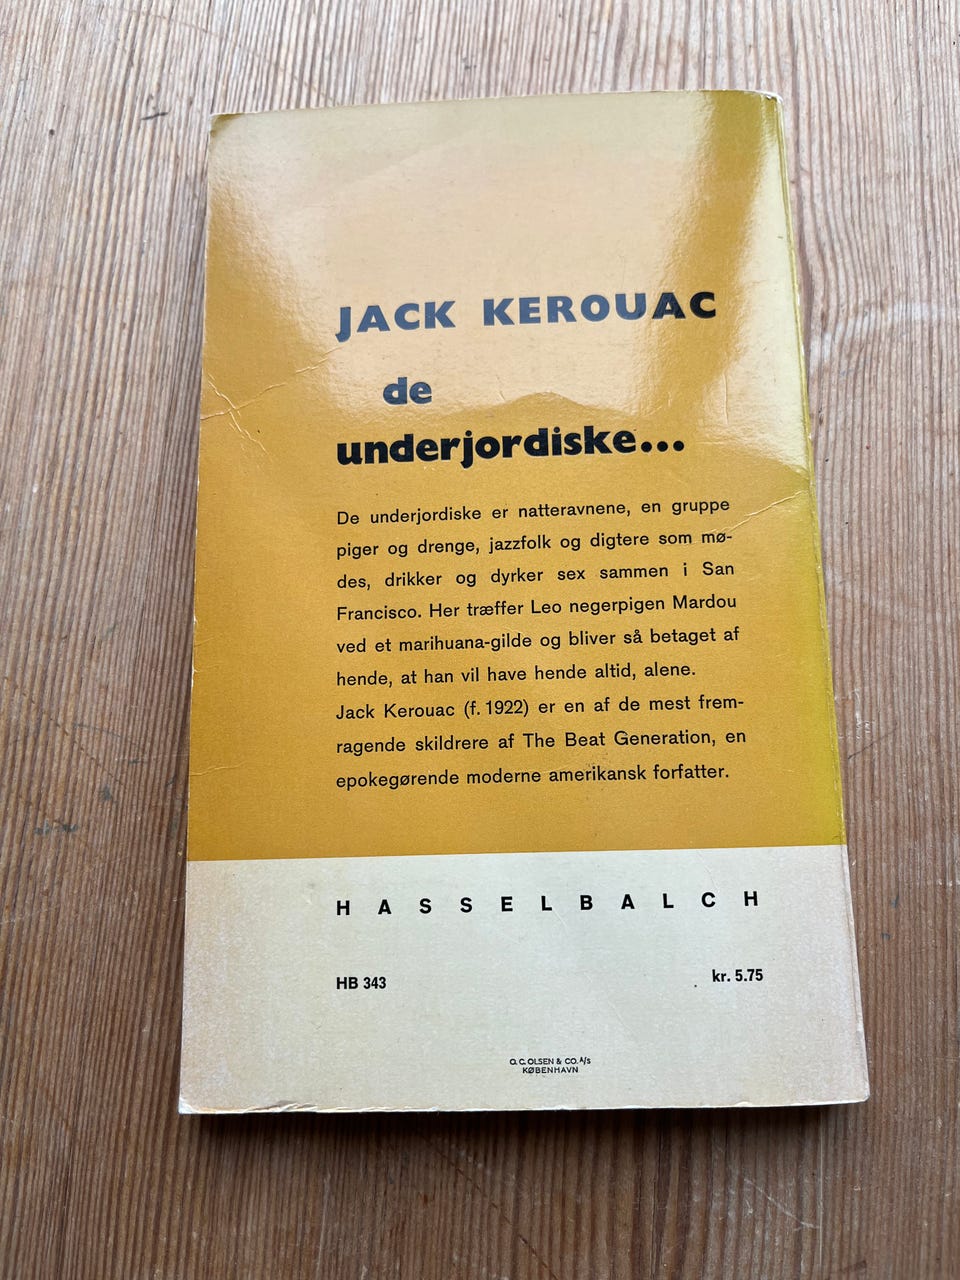 JACK KEROUAC
de
underjordiske...
De underjordiske er natteravnene, en gruppe
piger og drenge, jazzfolk og digtere som mø-
des, drikker og dyrker sex sammen i San
Francisco. Her træffer Leo negerpigen Mardou
ved et marihuana-gilde og bliver så betaget af
hende, at han vil have hende altid, alene.
Jack Kerouac (f. 1922) er en af de mest frem-
ragende skildrere af The Beat Generation, en
epokegørende moderne amerikansk forfatter.
HASSELBALCH
HB 343 kr. 5.75
O. C. OLSEN & CO. A/S
KØBENHAVN